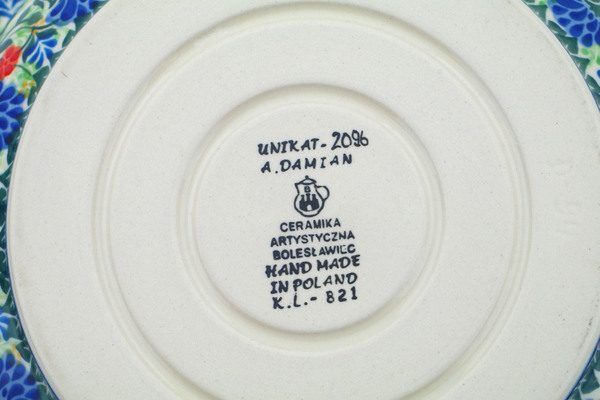 UNIKAT-2096
A.DAMIAN
B
CERAMIKA
ARTYSTYCZNA
BOLESŁAWIEC
HAND MADE
IN POLAND
K.L.- 821